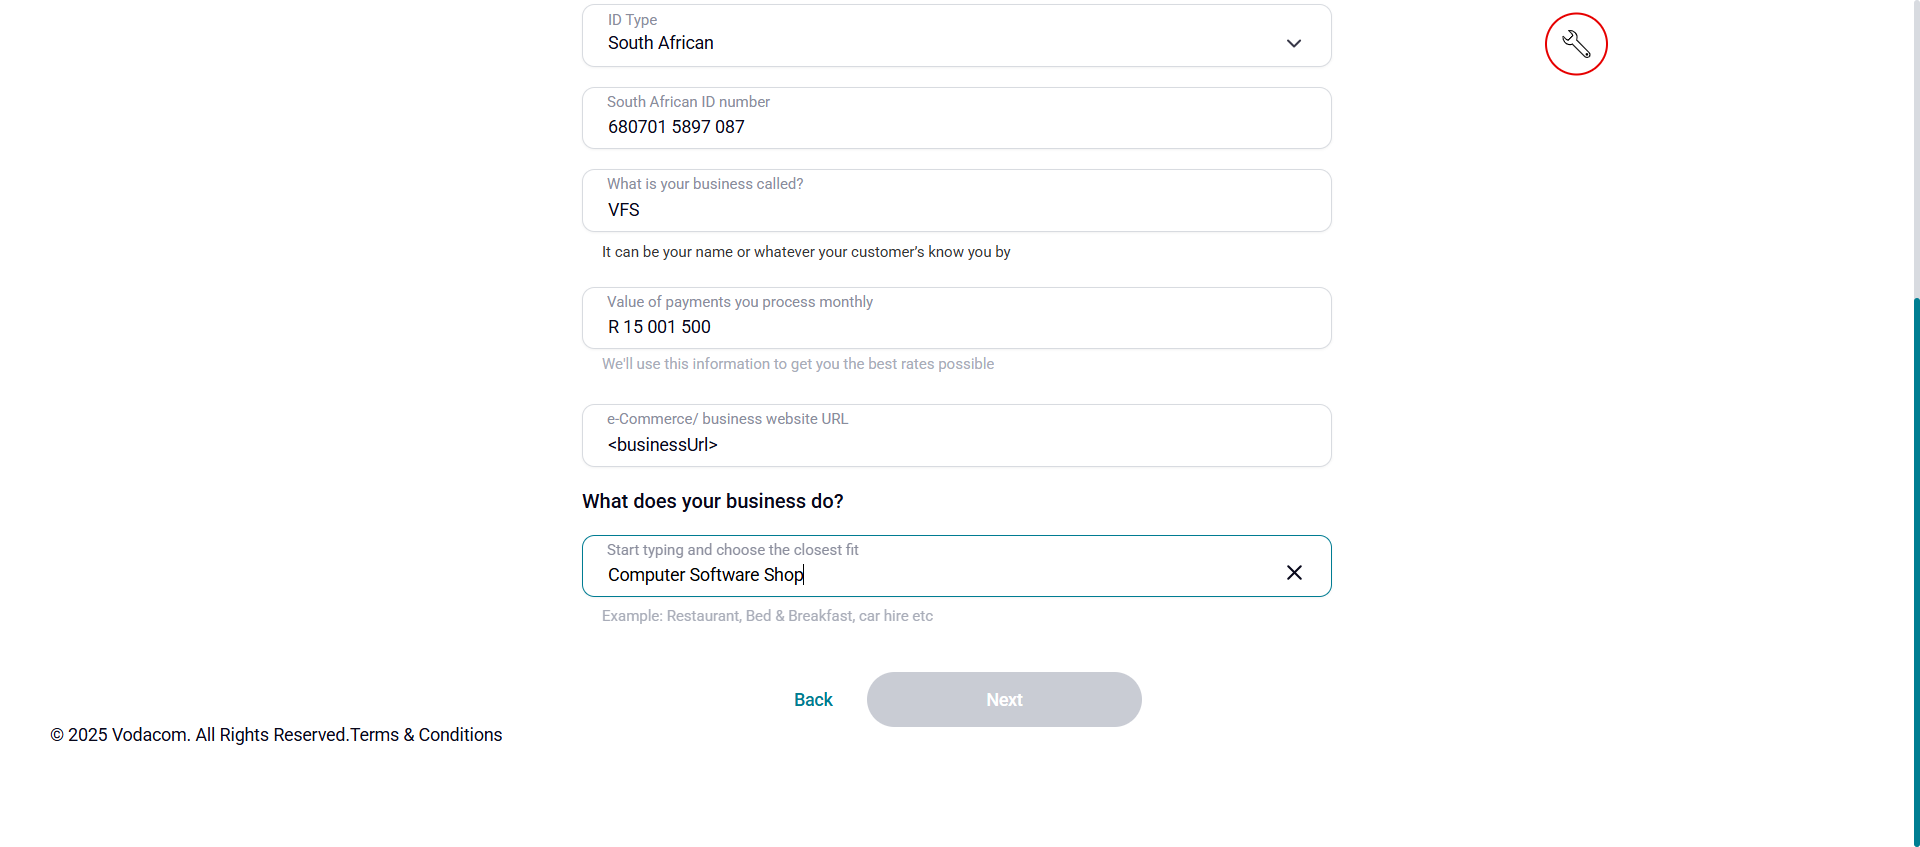 ID Type
South African
South African ID number
680701 5897 087
What is your business called?
VFS
It can be your name or whatever your customer’s know you by
Value of payments you process monthly
R 15 001 500
We'll use this information to get you the best rates possible
e-Commerce/ business website URL
<businessUrl>
What does your business do?
Start typing and choose the closest fit
Computer Software Shop
Example: Restaurant, Bed & Breakfast, car hire etc
Back
Next
© 2025 Vodacom. All Rights Reserved.Terms & Conditions